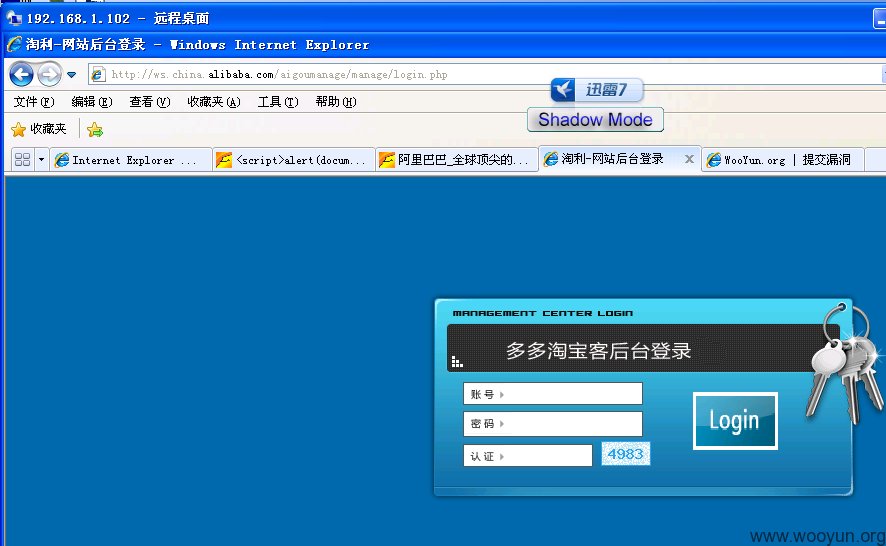 192.168.1.102 - 远程桌面
淘利-网站后台登录 - Windows Internet Explorer
http://ws.china.alibaba.com/aigoumanage/manage/login.php
文件(F) 编辑(E) 查看(V) 收藏夹(A) 工具(T) 帮助(H)
迅雷7
Shadow Mode
收藏夹
Internet Explorer ... <script>alert(docum... 阿里巴巴_全球顶尖的... 淘利-网站后台登录 WooYun.org | 提交漏洞
MANAGEMENT CENTER LOGIN
多多淘宝客后台登录
账号
密码
Login
认证 4983
www.wooyun.org